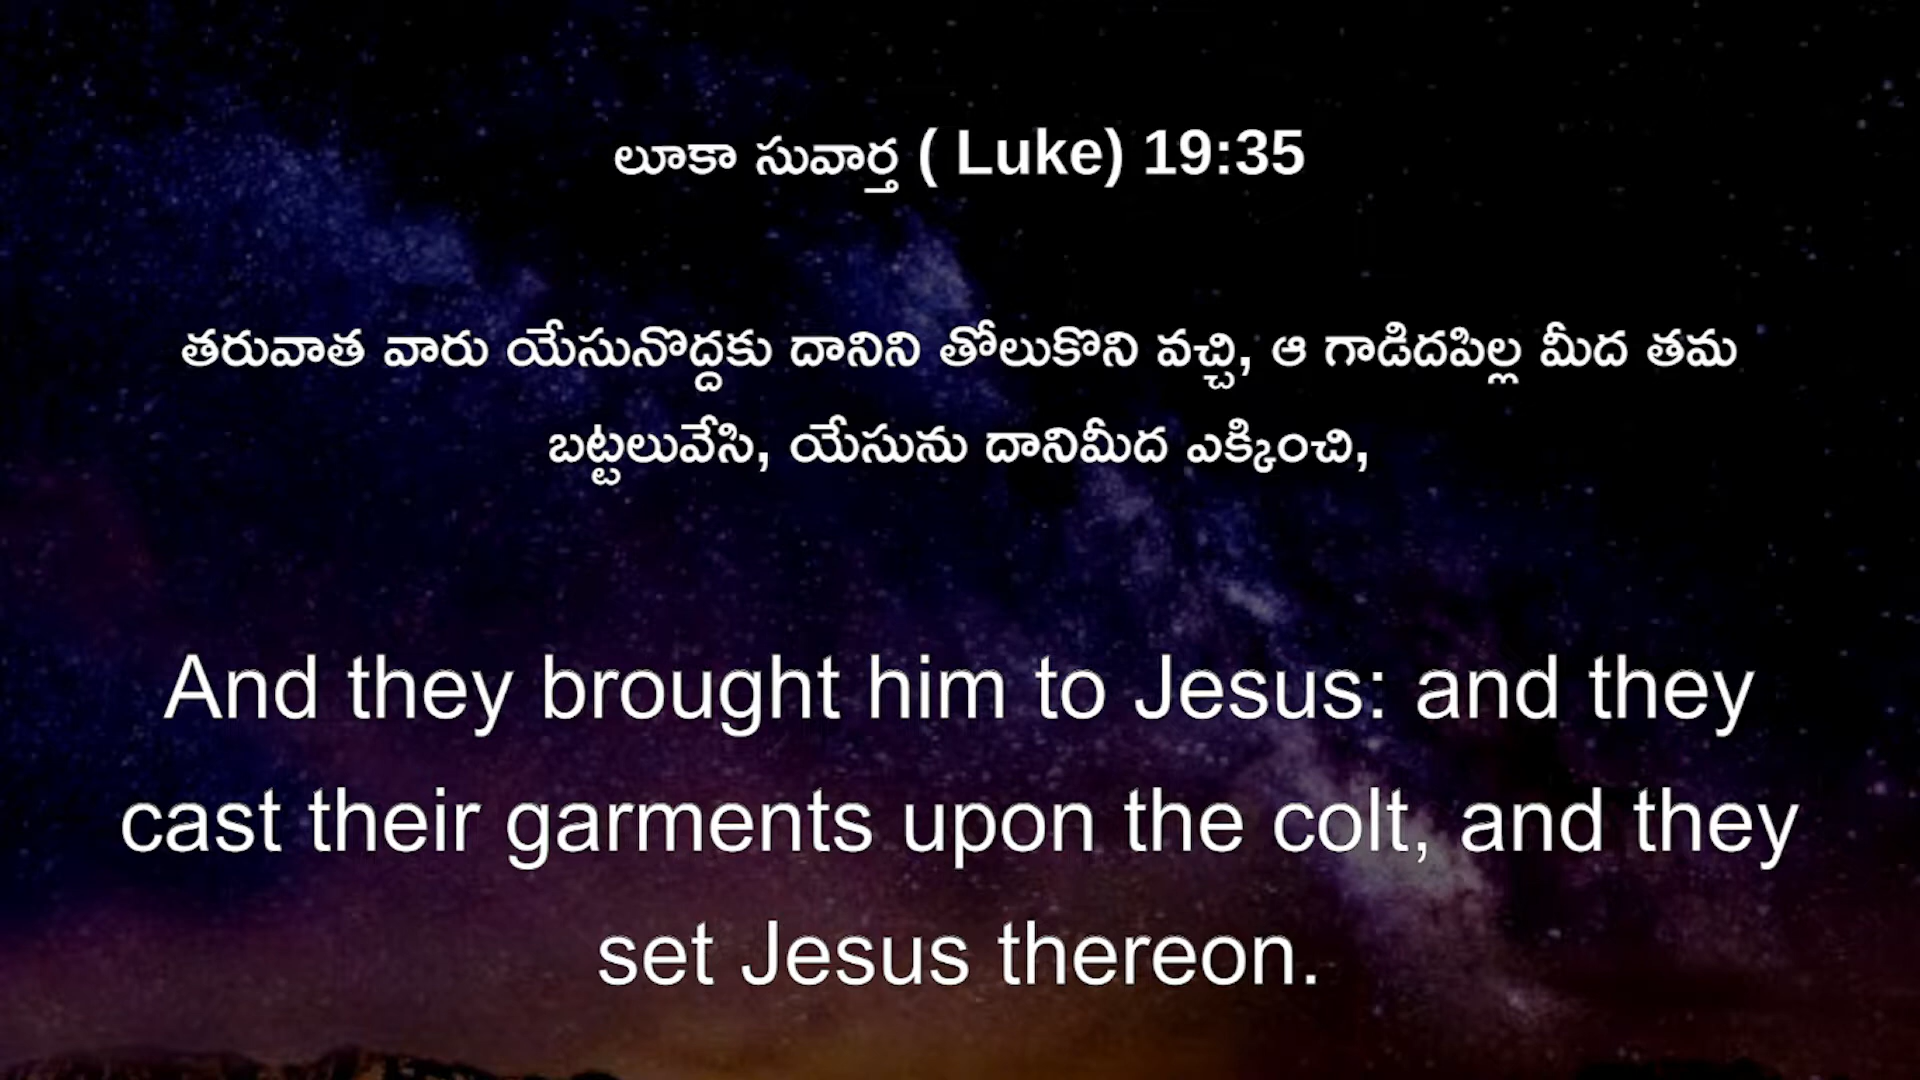 లూకా సువార్త ( Luke) 19:35
తరువాత వారు యేసునొద్దకు దానిని తోలుకొని వచ్చి, ఆ గాడిదపిల్ల మీద తమ
బట్టలువేసి, యేసును దానిమీద ఎక్కించి,
And they brought him to Jesus: and they
cast their garments upon the colt, and they
set Jesus thereon.